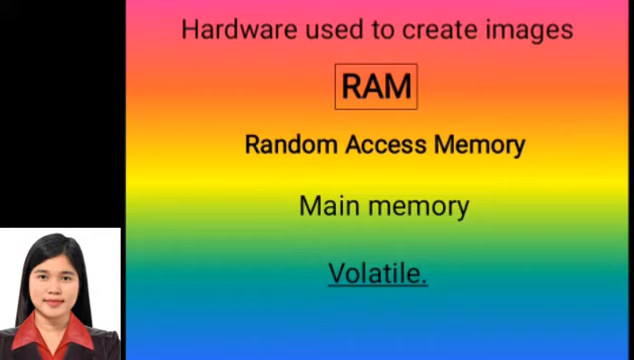 Hardware used to create images
RAM
Random Access Memory
Main memory
Volatile.